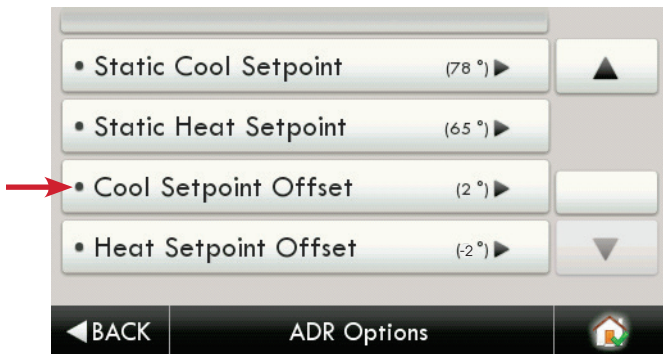 • Static Cool Setpoint (78 °)
• Static Heat Setpoint (65 °)
• Cool Setpoint Offset (2 °)
• Heat Setpoint Offset (-2 °)
BACK ADR Options